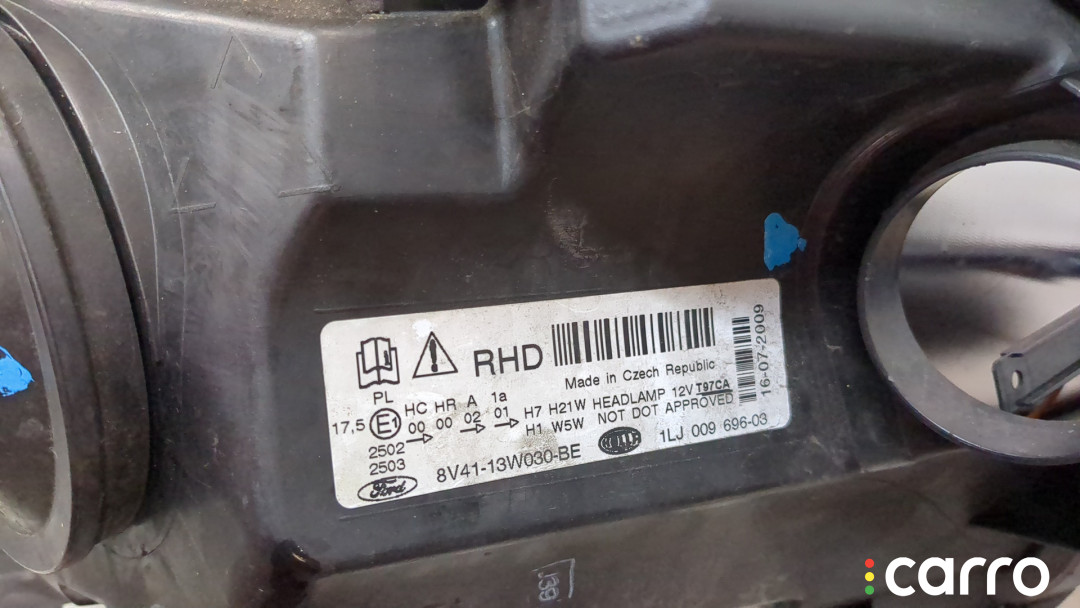 RHD
Made in Czech Republic
16-07-2009
PL
HC HR A 1a
17,5 E1 00 00 02 01
H7 H21W HEADLAMP 12V T97CA
H1 W5W NOT DOT APPROVED
2502
2503
Ford
8V41-13W030-BE
HELLA
1LJ 009 696-03
J39
carro